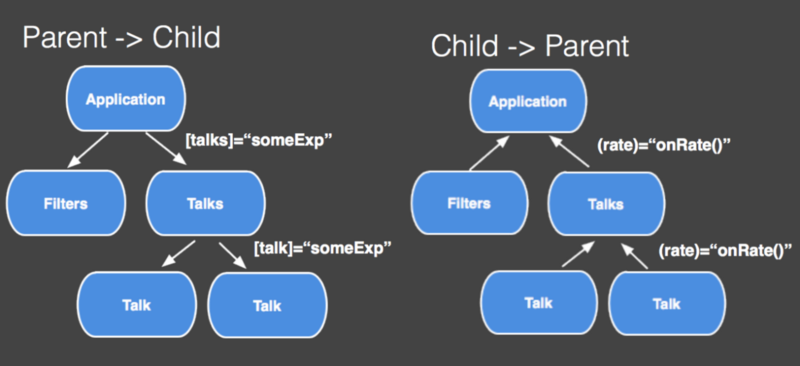 Parent -> Child
Application
[talks]=“someExp”
Filters
Talks
[talk]=“someExp”
Talk
Talk
Child -> Parent
Application
(rate)=“onRate()”
Filters
Talks
(rate)=“onRate()”
Talk
Talk